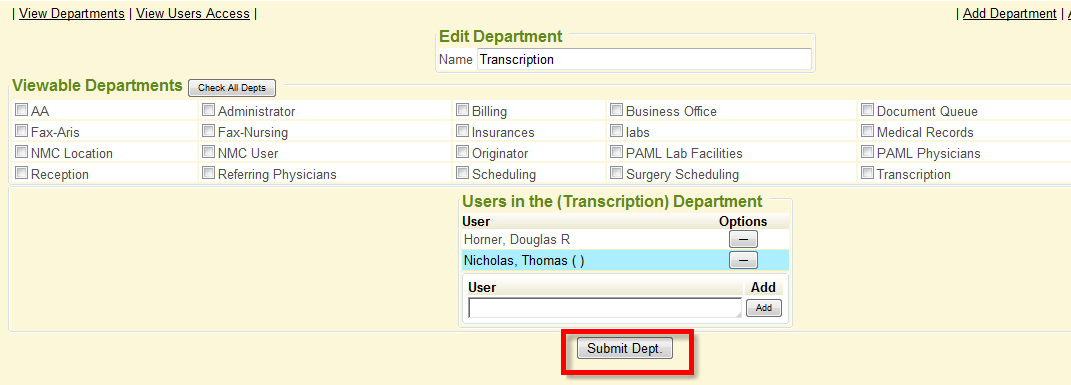 | View Departments | View Users Access | | Add Department |
Edit Department
Name Transcription
Viewable Departments Check All Depts
AA Administrator Billing Business Office Document Queue
Fax-Aris Fax-Nursing Insurances labs Medical Records
NMC Location NMC User Originator PAML Lab Facilities PAML Physicians
Reception Referring Physicians Scheduling Surgery Scheduling Transcription
Users in the (Transcription) Department
User Options
Horner, Douglas R —
Nicholas, Thomas ( ) —
User Add
Add
Submit Dept.